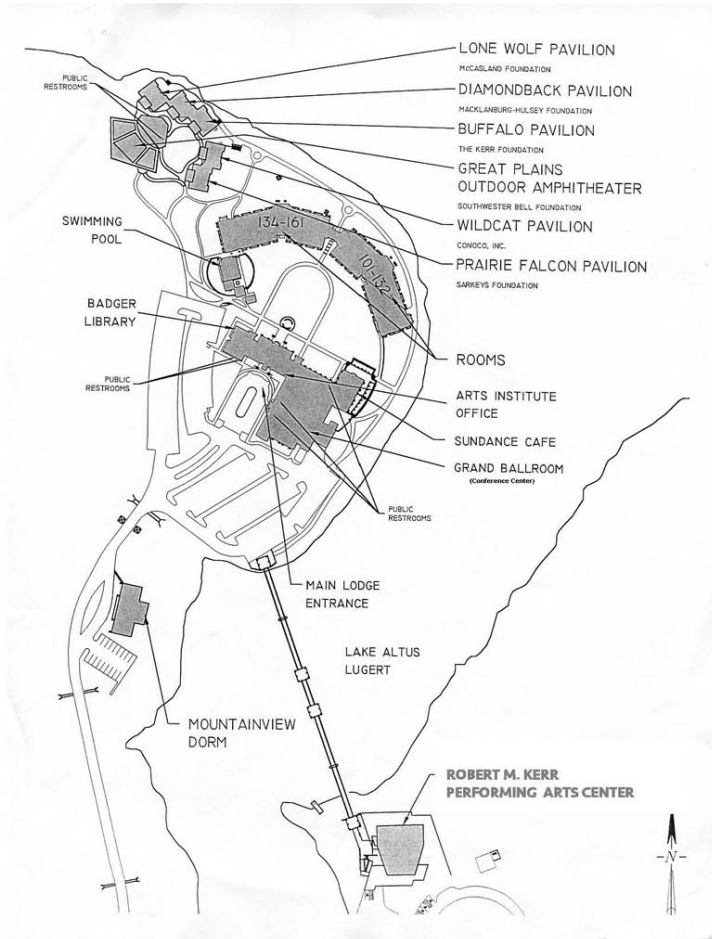 LONE WOLF PAVILION
McCASLAND FOUNDATION
PUBLIC
RESTROOMS
DIAMONDBACK PAVILION
MACKLANBURG-HULSEY FOUNDATION
BUFFALO PAVILION
THE KERR FOUNDATION
GREAT PLAINS
OUTDOOR AMPHITHEATER
SOUTHWESTER BELL FOUNDATION
WILDCAT PAVILION
CONOCO, INC.
PRAIRIE FALCON PAVILION
SARKEYS FOUNDATION
134-161
101-132
SWIMMING
POOL
BADGER
LIBRARY
ROOMS
PUBLIC
RESTROOMS
ARTS INSTITUTE
OFFICE
SUNDANCE CAFE
GRAND BALLROOM
(Conference Center)
PUBLIC
RESTROOMS
MAIN LODGE
ENTRANCE
LAKE ALTUS
LUGERT
MOUNTAINVIEW
DORM
ROBERT M. KERR
PERFORMING ARTS CENTER
N